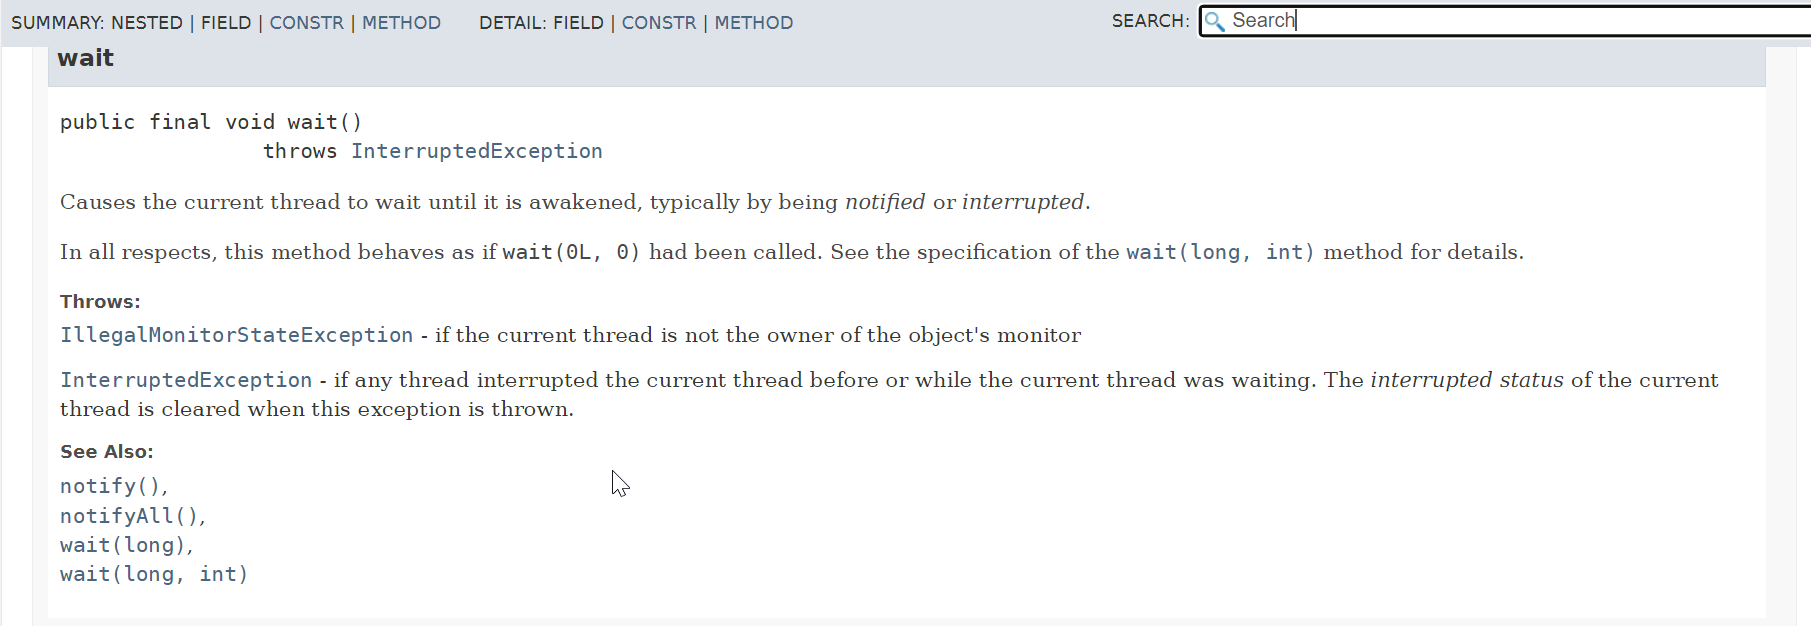 SUMMARY: NESTED | FIELD | CONSTR | METHOD DETAIL: FIELD | CONSTR | METHOD SEARCH: Search
wait
public final void wait()
throws InterruptedException
Causes the current thread to wait until it is awakened, typically by being notified or interrupted.
In all respects, this method behaves as if wait(0L, 0) had been called. See the specification of the wait(long, int) method for details.
Throws:
IllegalMonitorStateException - if the current thread is not the owner of the object's monitor
InterruptedException - if any thread interrupted the current thread before or while the current thread was waiting. The interrupted status of the current
thread is cleared when this exception is thrown.
See Also:
notify(),
notifyAll(),
wait(long),
wait(long, int)